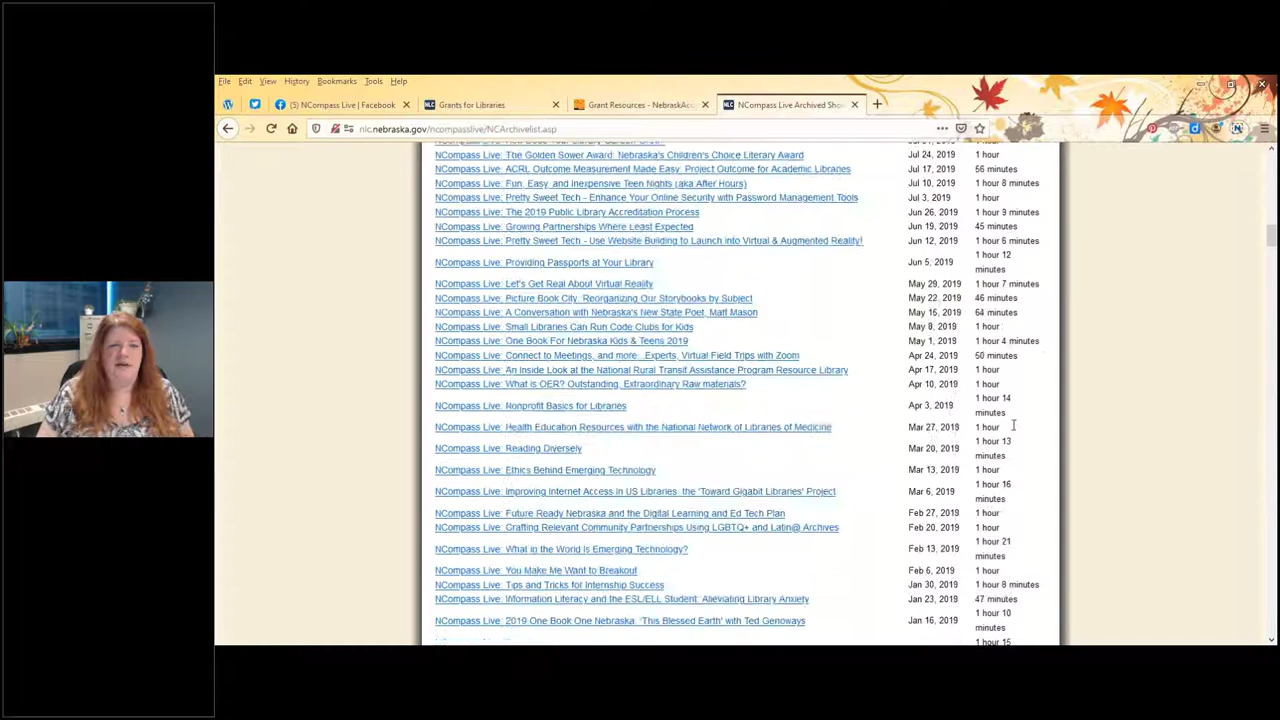 File Edit View History Bookmarks Tools Help
(5) NCompass Live | Facebook
Grants for Libraries
Grant Resources - NebraskAcc
NCompass Live Archived Show
nlc.nebraska.gov/ncompasslive/NCArchivelist.asp
1 hour
NCompass Live: The Golden Sower Award: Nebraska's Children's Choice Literary Award Jul 24, 2019 1 hour
NCompass Live: ACRL Outcome Measurement Made Easy: Project Outcome for Academic Libraries Jul 17, 2019 56 minutes
NCompass Live: Fun, Easy, and Inexpensive Teen Nights (aka After Hours) Jul 10, 2019 1 hour 8 minutes
NCompass Live: Pretty Sweet Tech - Enhance Your Online Security with Password Management Tools Jul 3, 2019 1 hour
NCompass Live: The 2019 Public Library Accreditation Process Jun 26, 2019 1 hour 9 minutes
NCompass Live: Growing Partnerships Where Least Expected Jun 19, 2019 45 minutes
NCompass Live: Pretty Sweet Tech - Use Website Building to Launch into Virtual & Augmented Reality! Jun 12, 2019 1 hour 6 minutes
NCompass Live: Providing Passports at Your Library Jun 5, 2019 1 hour 12 minutes
NCompass Live: Let's Get Real About Virtual Reality May 29, 2019 1 hour 7 minutes
NCompass Live: Picture Book City: Reorganizing Our Storybooks by Subject May 22, 2019 46 minutes
NCompass Live: A Conversation with Nebraska's New State Poet, Matt Mason May 15, 2019 64 minutes
NCompass Live: Small Libraries Can Run Code Clubs for Kids May 8, 2019 1 hour
NCompass Live: One Book For Nebraska Kids & Teens 2019 May 1, 2019 1 hour 4 minutes
NCompass Live: Connect to Meetings, and more...Experts, Virtual Field Trips with Zoom Apr 24, 2019 50 minutes
NCompass Live: An Inside Look at the National Rural Transit Assistance Program Resource Library Apr 17, 2019 1 hour
NCompass Live: What is OER? Outstanding, Extraordinary Raw materials? Apr 10, 2019 1 hour
NCompass Live: Nonprofit Basics for Libraries Apr 3, 2019 1 hour 14 minutes
NCompass Live: Health Education Resources with the National Network of Libraries of Medicine Mar 27, 2019 1 hour
NCompass Live: Reading Diversely Mar 20, 2019 1 hour 13 minutes
NCompass Live: Ethics Behind Emerging Technology Mar 13, 2019 1 hour
NCompass Live: Improving Internet Access in US Libraries: the 'Toward Gigabit Libraries' Project Mar 6, 2019 1 hour 16 minutes
NCompass Live: Future Ready Nebraska and the Digital Learning and Ed Tech Plan Feb 27, 2019 1 hour
NCompass Live: Crafting Relevant Community Partnerships Using LGBTQ+ and Latin@ Archives Feb 20, 2019 1 hour
NCompass Live: What in the World Is Emerging Technology? Feb 13, 2019 1 hour 21 minutes
NCompass Live: You Make Me Want to Breakout Feb 6, 2019 1 hour
NCompass Live: Tips and Tricks for Internship Success Jan 30, 2019 1 hour 8 minutes
NCompass Live: Information Literacy and the ESL/ELL Student: Alleviating Library Anxiety Jan 23, 2019 47 minutes
NCompass Live: 2019 One Book One Nebraska: 'This Blessed Earth' with Ted Genoways Jan 16, 2019 1 hour 10 minutes
1 hour 15